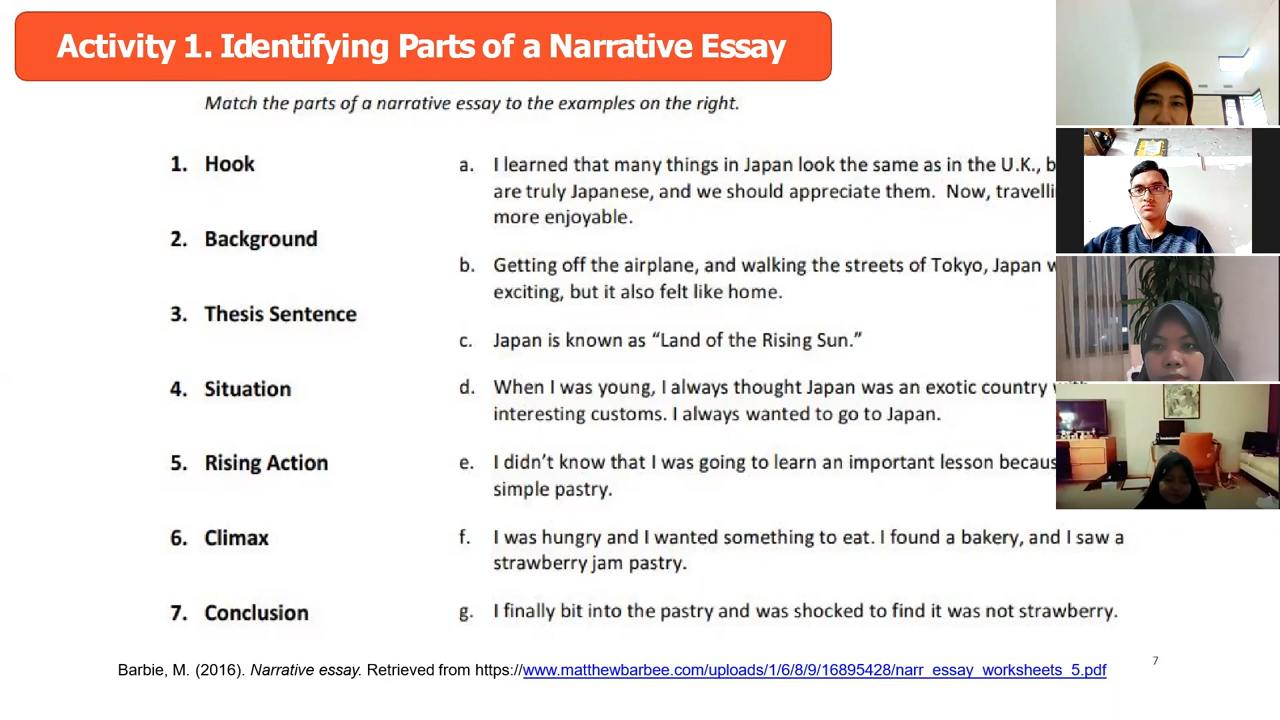 Activity 1. Identifying Parts of a Narrative Essay
Match the parts of a narrative essay to the examples on the right.
1. Hook
2. Background
3. Thesis Sentence
4. Situation
5. Rising Action
6. Climax
7. Conclusion
a. I learned that many things in Japan look the same as in the U.K.,
are truly Japanese, and we should appreciate them. Now,
more enjoyable.
b. Getting off the airplane, and walking the streets of Tokyo, Japan
exciting, but it also felt like home.
c. Japan is known as “Land of the Rising Sun.”
d. When I was young, I always thought Japan was an exotic country
interesting customs. I always wanted to go to Japan.
e. I didn’t know that I was going to learn an important lesson
simple pastry.
f. I was hungry and I wanted something to eat. I found a bakery, and I saw a
strawberry jam pastry.
g. I finally bit into the pastry and was shocked to find it was not strawberry.
Barbie, M. (2016). Narrative essay. Retrieved from https://www.matthewbarbee.com/uploads/1/6/8/9/16895428/narr_essay_worksheets_5.pdf
7